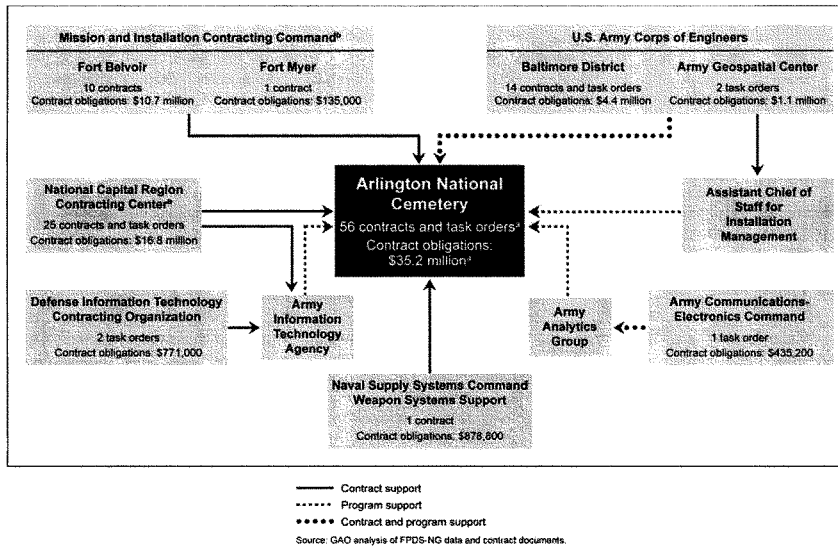 Mission and Installation Contracting Command b
Fort Belvoir
10 contracts
Contract obligations: $10.7 million
Fort Myer
1 contract
Contract obligations: $135,000
U.S. Army Corps of Engineers
Baltimore District
14 contracts and task orders
Contract obligations: $4.4 million
Army Geospatial Center
2 task orders
Contract obligations: $1.1 million
National Capital Region
Contracting Center b
25 contracts and task orders
Contract obligations: $16.8 million
Arlington National
Cemetery
56 contracts and task orders a
Contract obligations:
$35.2 million a
Assistant Chief of
Staff for
Installation
Management
Defense Information Technology
Contracting Organization
2 task orders
Contract obligations: $771,000
Army
Information
Technology
Agency
Army
Analytics
Group
Army Communications-
Electronics Command
1 task order
Contract obligations: $435,200
Naval Supply Systems Command
Weapon Systems Support
1 contract
Contract obligations: $878,800
Contract support
Program support
Contract and program support
Source: GAO analysis of FPDS-NG data and contract documents.